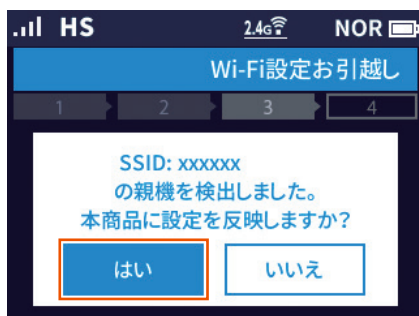 HS 2.4G NOR
Wi-Fi設定お引越し
1 2 3 4
SSID: xxxxxx
の親機を検出しました。
本商品に設定を反映しますか？
はい いいえ